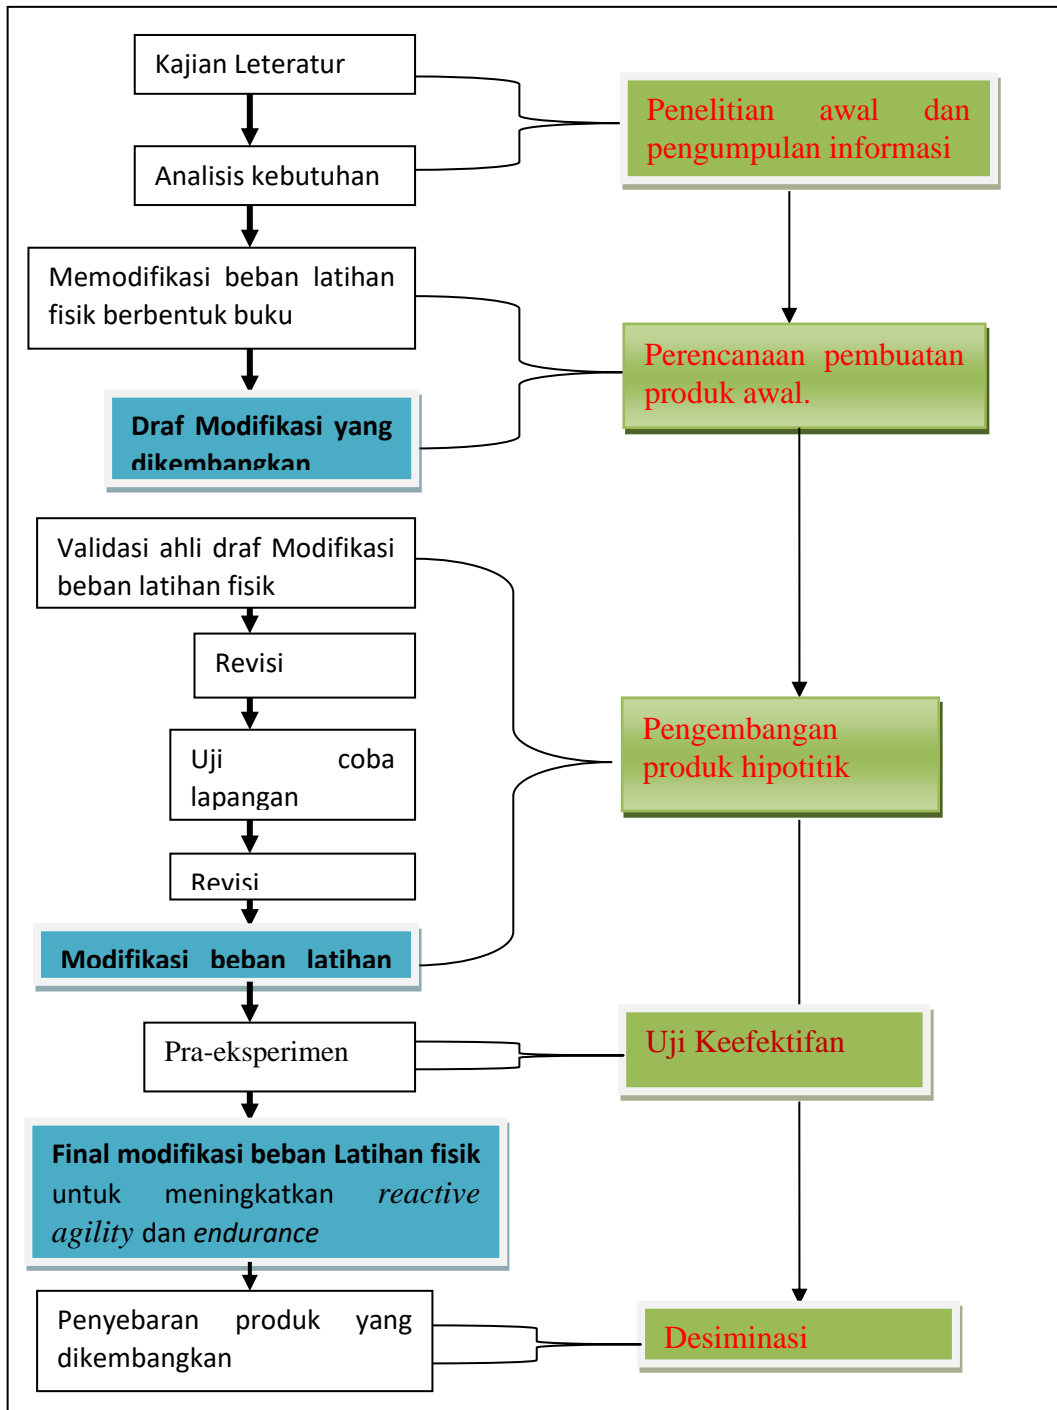 Kajian Leteratur
Penelitian awal dan
pengumpulan informasi
Analisis kebutuhan
Memodifikasi beban latihan
fisik berbentuk buku
Perencanaan pembuatan
produk awal.
Draf Modifikasi yang
dikembangkan
Validasi ahli draf Modifikasi
beban latihan fisik
Revisi
Pengembangan
produk hipotitik
Uji coba
lapangan
Revisi
Modifikasi beban latihan
Pra-eksperimen
Uji Keefektifan
Final modifikasi beban Latihan fisik
untuk meningkatkan reactive
agility dan endurance
Penyebaran produk yang
dikembangkan
Desiminasi